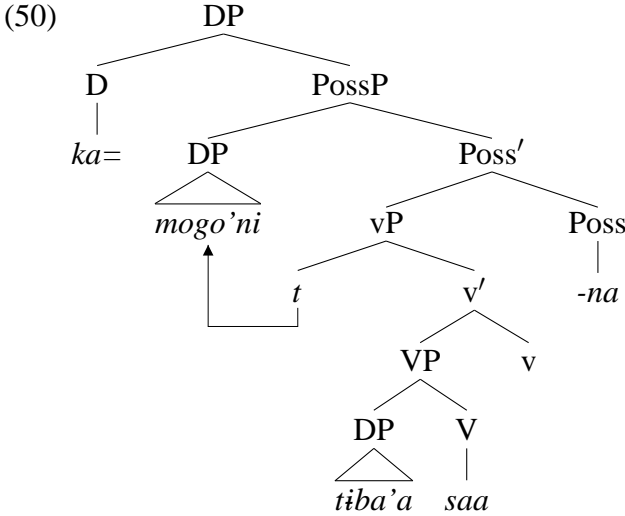 (50) DP
D PossP
ka= DP Poss′
mogo’ni vP Poss
t v′ -na
VP v
DP V
tɨba’a saa